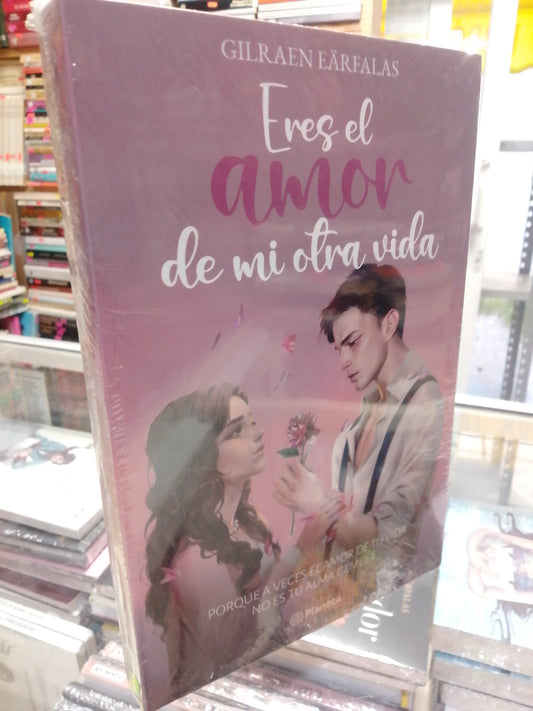 GILRAEN EÄRFALAS
Eres el
amor
de mi otra vida
PORQUE A VECES EL AMOR DE TU VIDA
NO ES TU ALMA GEMELA
Planeta